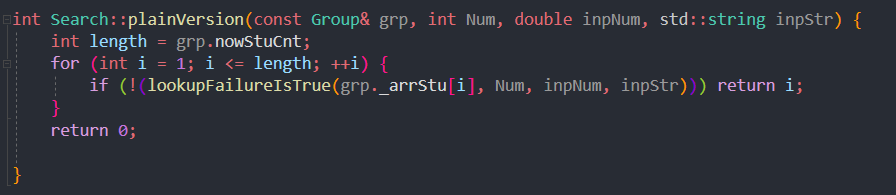 int Search::plainVersion(const Group& grp, int Num, double inpNum, std::string inpStr) {
    int length = grp.nowStuCnt;
    for (int i = 1; i <= length; ++i) {
        if (!(lookupFailureIsTrue(grp._arrStu[i], Num, inpNum, inpStr))) return i;
    }
    return 0;
}